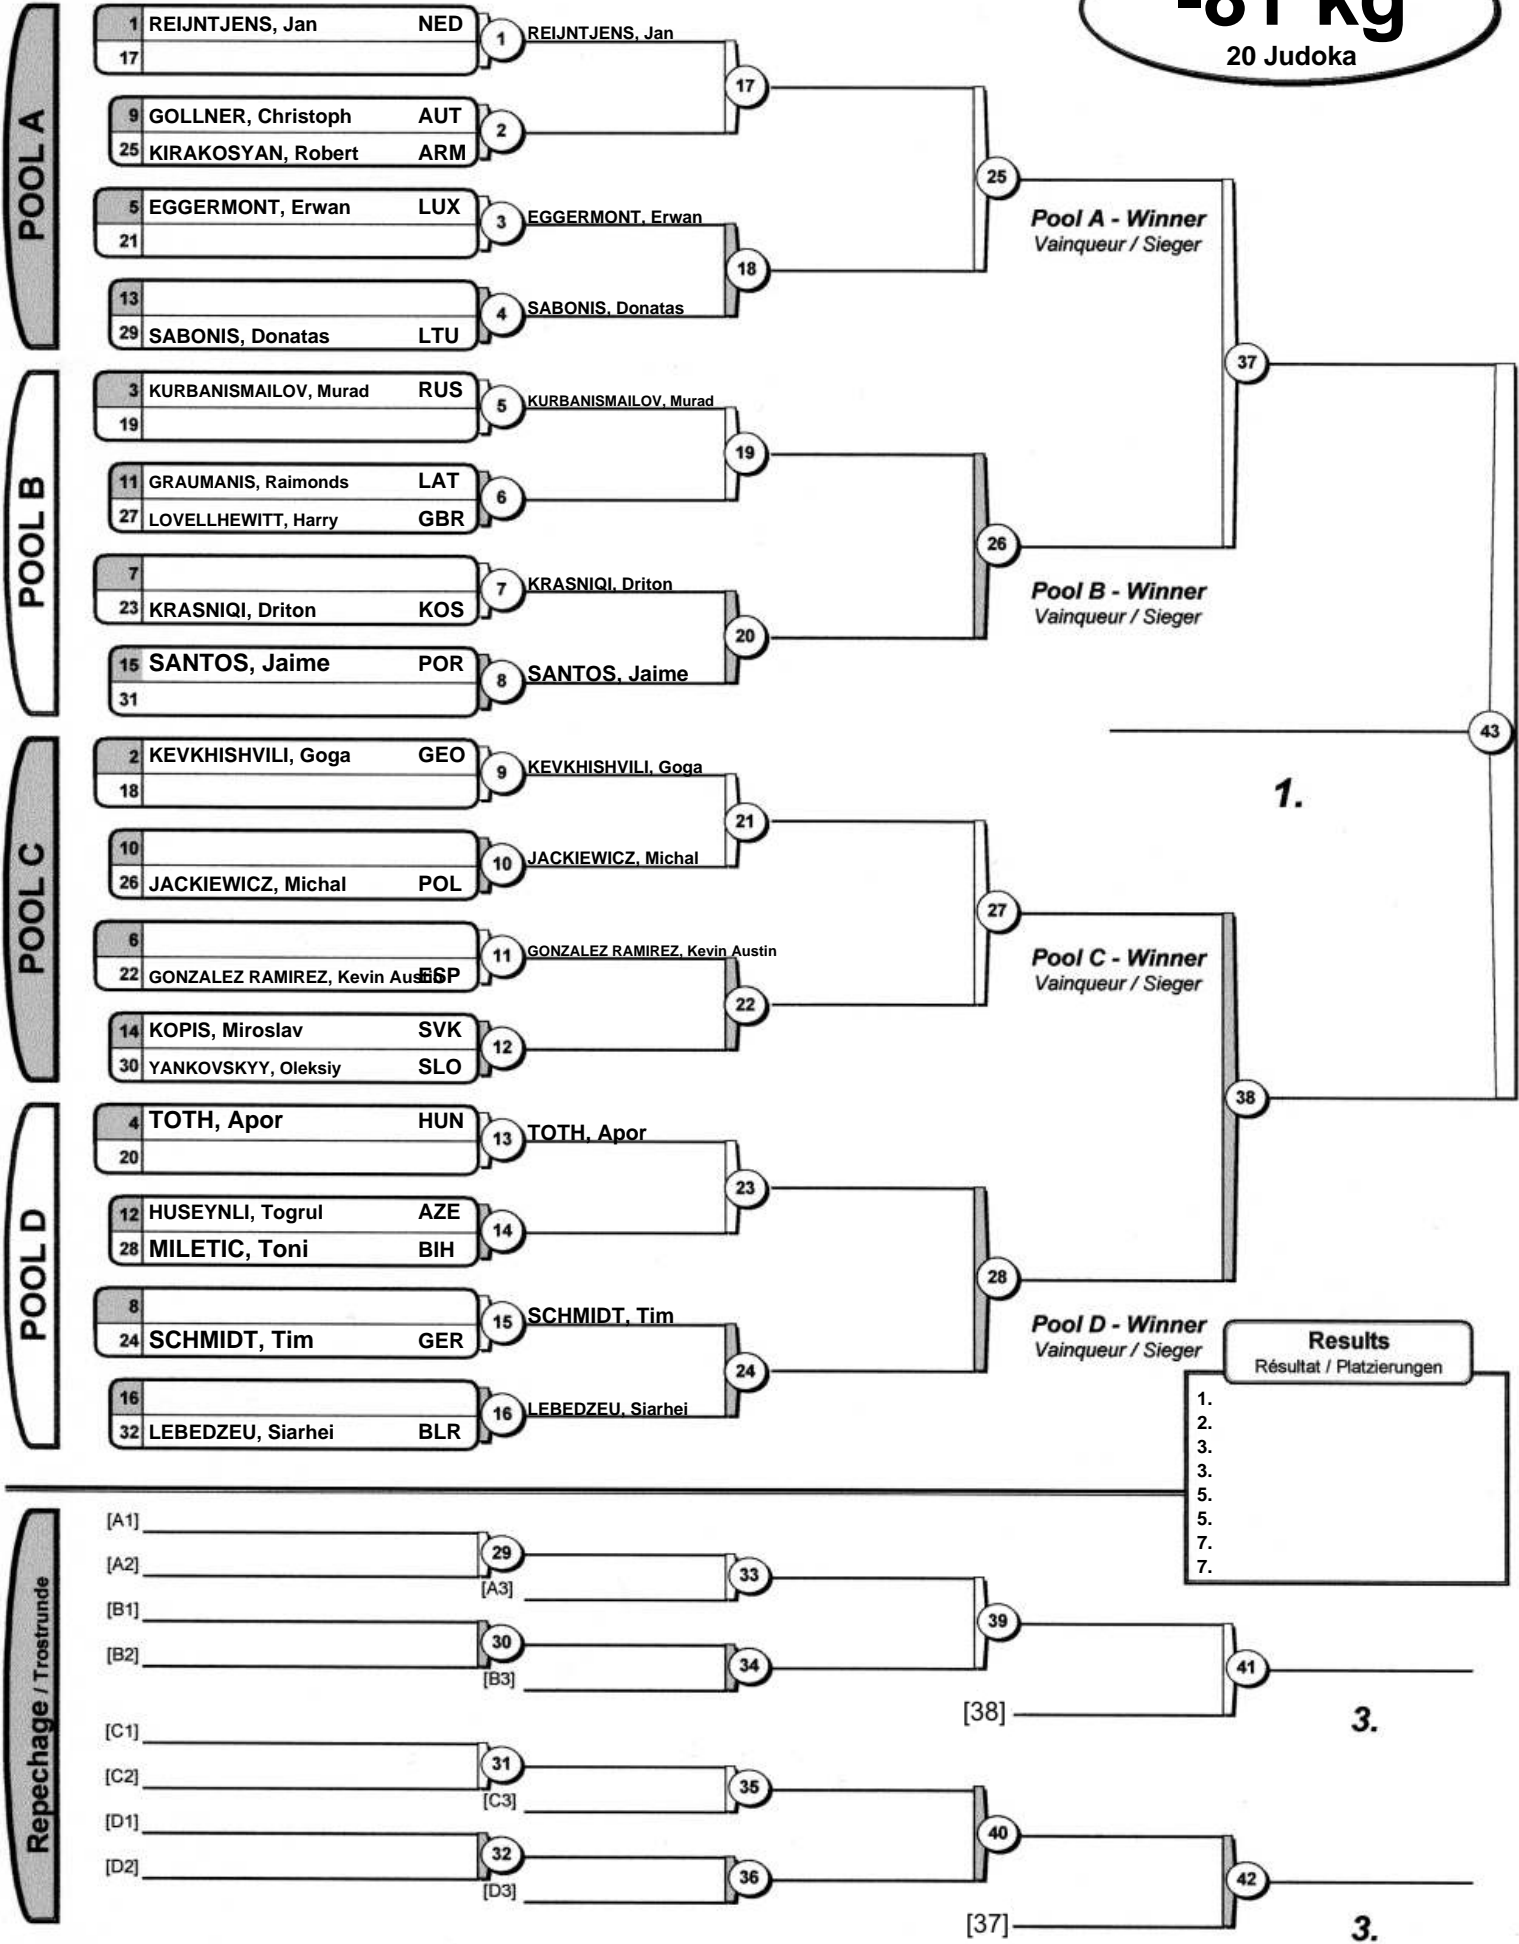 -81 kg
20 Judoka
POOL A
1 REIJNTJENS, Jan NED
17
1 REIJNTJENS, Jan
17
9 GOLLNER, Christoph AUT
25 KIRAKOSYAN, Robert ARM
2
25
5 EGGERMONT, Erwan LUX
21
3 EGGERMONT, Erwan
Pool A - Winner
Vainqueur / Sieger
18
13
29 SABONIS, Donatas LTU
4 SABONIS, Donatas
37
POOL B
3 KURBANISMAILOV, Murad RUS
19
5 KURBANISMAILOV, Murad
19
11 GRAUMANIS, Raimonds LAT
27 LOVELLHEWITT, Harry GBR
6
26
7
23 KRASNIQI, Driton KOS
7 KRASNIQI, Driton
Pool B - Winner
Vainqueur / Sieger
20
15 SANTOS, Jaime POR
31
8 SANTOS, Jaime
43
1.
POOL C
2 KEVKHISHVILI, Goga GEO
18
9 KEVKHISHVILI, Goga
21
10
26 JACKIEWICZ, Michal POL
10 JACKIEWICZ, Michal
27
6
22 GONZALEZ RAMIREZ, Kevin Austin ESP
11 GONZALEZ RAMIREZ, Kevin Austin
Pool C - Winner
Vainqueur / Sieger
22
14 KOPIS, Miroslav SVK
30 YANKOVSKYY, Oleksiy SLO
12
38
POOL D
4 TOTH, Apor HUN
20
13 TOTH, Apor
23
12 HUSEYNLI, Togrul AZE
28 MILETIC, Toni BIH
14
28
8
24 SCHMIDT, Tim GER
15 SCHMIDT, Tim
Pool D - Winner
Vainqueur / Sieger
24
16
32 LEBEDZEU, Siarhei BLR
16 LEBEDZEU, Siarhei
Results
Résultat / Platzierungen
1.
2.
3.
3.
5.
5.
7.
7.
Repechage / Trostrunde
[A1]
[A2]
29
[A3]
33
[B1]
[B2]
30
[B3]
34
39
[38]
41
3.
[C1]
[C2]
31
[C3]
35
[D1]
[D2]
32
[D3]
36
40
[37]
42
3.